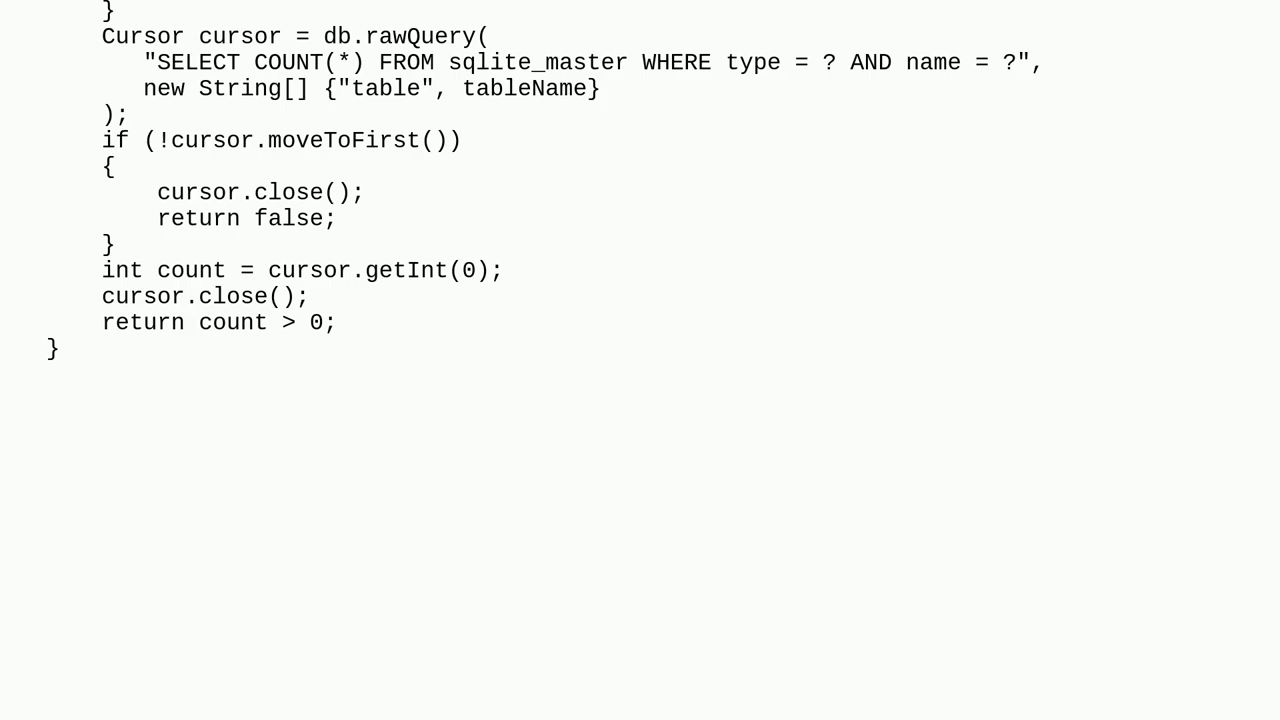 }
Cursor cursor = db.rawQuery(
"SELECT COUNT(*) FROM sqlite_master WHERE type = ? AND name = ?",
new String[] {"table", tableName}
);
if (!cursor.moveToFirst())
{
cursor.close();
return false;
}
int count = cursor.getInt(0);
cursor.close();
return count > 0;
}